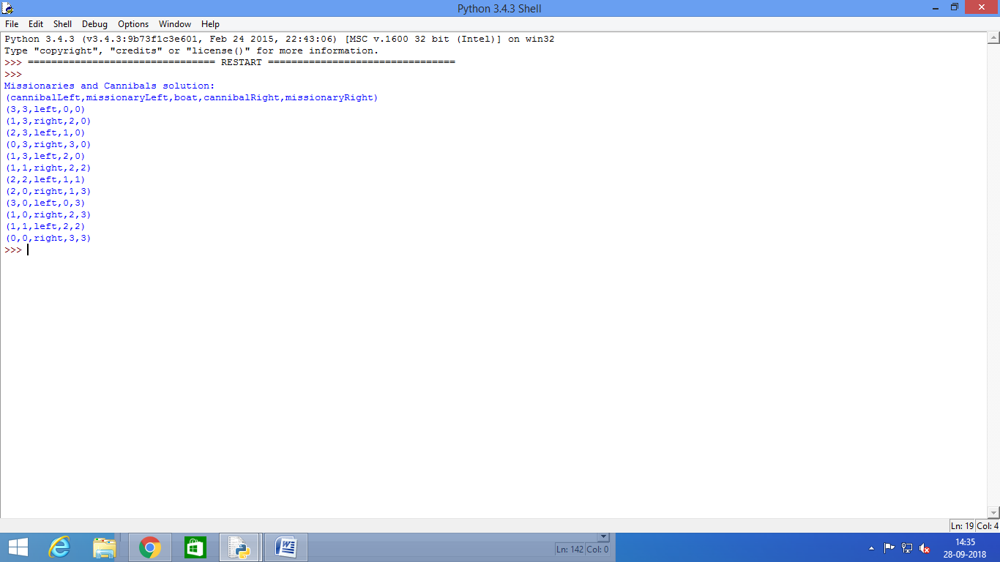 Python 3.4.3 Shell
File Edit Shell Debug Options Window Help
Python 3.4.3 (v3.4.3:9b73f1c3e601, Feb 24 2015, 22:43:06) [MSC v.1600 32 bit (Intel)] on win32
Type "copyright", "credits" or "license()" for more information.
>>> ================================ RESTART ================================
>>>
Missionaries and Cannibals solution:
(cannibalLeft,missionaryLeft,boat,cannibalRight,missionaryRight)
(3,3,left,0,0)
(1,3,right,2,0)
(2,3,left,1,0)
(0,3,right,3,0)
(1,3,left,2,0)
(1,1,right,2,2)
(2,2,left,1,1)
(2,0,right,1,3)
(3,0,left,0,3)
(1,0,right,2,3)
(1,1,left,2,2)
(0,0,right,3,3)
>>>
Ln: 19 Col: 4
Ln: 142 Col: 0
14:35
28-09-2018